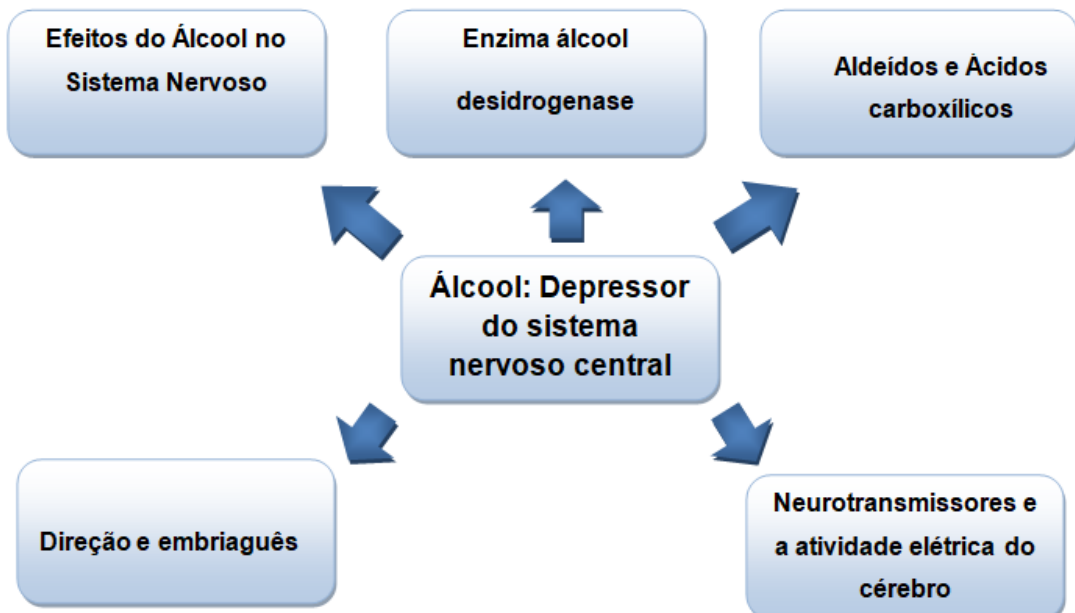 Efeitos do Álcool no
Sistema Nervoso
Enzima álcool
desidrogenase
Aldeídos e Ácidos
carboxílicos
Álcool: Depressor
do sistema
nervoso central
Direção e embriaguês
Neurotransmissores e
a atividade elétrica do
cérebro